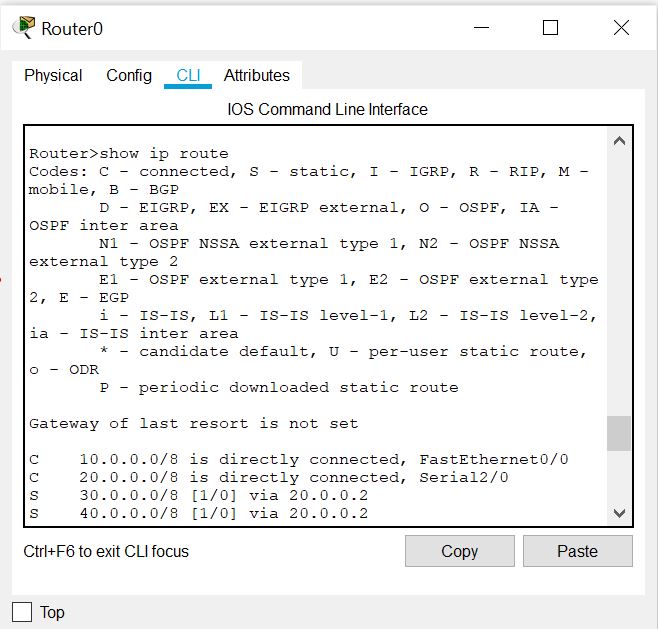 Router0
Physical Config CLI Attributes
IOS Command Line Interface
Router>show ip route
Codes: C - connected, S - static, I - IGRP, R - RIP, M -
mobile, B - BGP
D - EIGRP, EX - EIGRP external, O - OSPF, IA -
OSPF inter area
N1 - OSPF NSSA external type 1, N2 - OSPF NSSA
external type 2
E1 - OSPF external type 1, E2 - OSPF external type
2, E - EGP
i - IS-IS, L1 - IS-IS level-1, L2 - IS-IS level-2,
ia - IS-IS inter area
* - candidate default, U - per-user static route,
o - ODR
P - periodic downloaded static route
Gateway of last resort is not set
C 10.0.0.0/8 is directly connected, FastEthernet0/0
C 20.0.0.0/8 is directly connected, Serial2/0
S 30.0.0.0/8 [1/0] via 20.0.0.2
S 40.0.0.0/8 [1/0] via 20.0.0.2
Ctrl+F6 to exit CLI focus
Copy Paste
Top